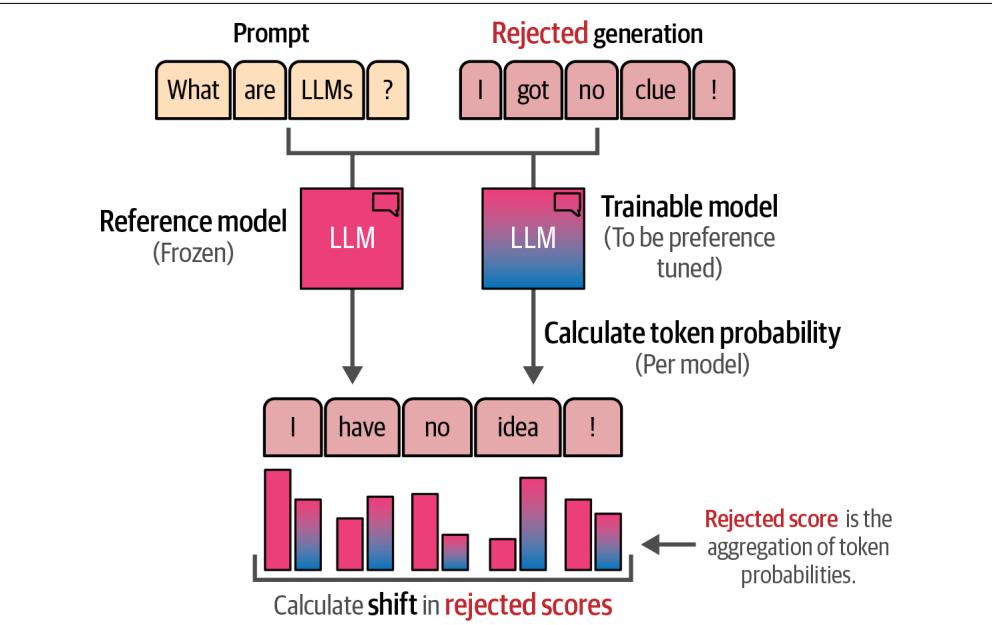 Prompt
Rejected generation
What are LLMs ?
I got no clue !
Reference model
(Frozen)
LLM
LLM
Trainable model
(To be preference
tuned)
Calculate token probability
(Per model)
I have no idea !
Rejected score is the
aggregation of token
probabilities.
Calculate shift in rejected scores